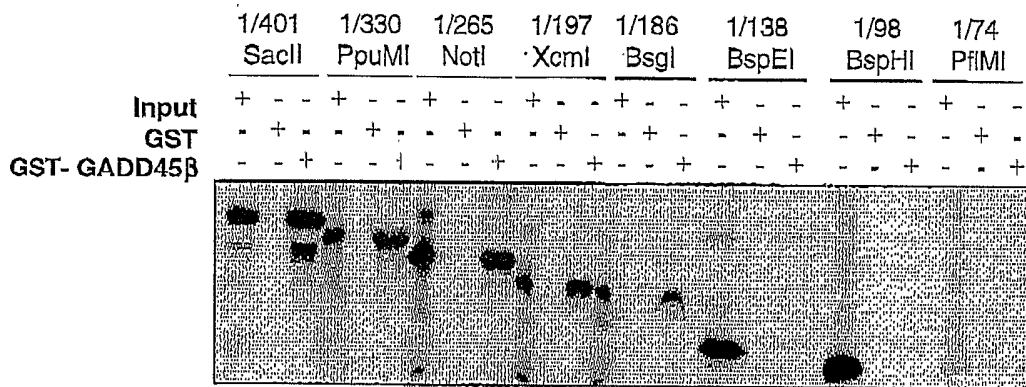 1/401 1/330 1/265 1/197 1/186 1/138 1/98 1/74
SacII PpuMI NotI XcmI BsgI BspEI BspHI PflMI
Input + - - + - - + - - + - - + - - + - - + - - + - -
GST - + - - + - - + - - + - - + - - + - - + - - + -
GST- GADD45β - - + - - + - - + - - + - - + - - + - - + - - +